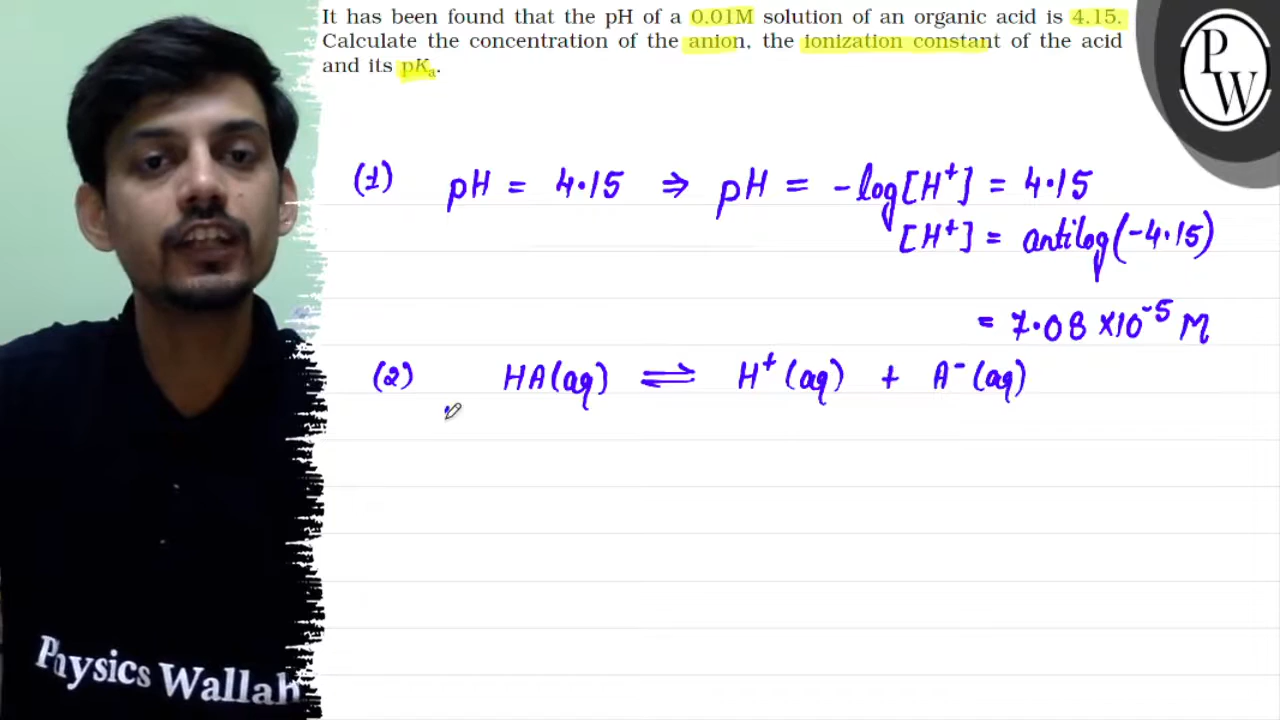 It has been found that the pH of a 0.01M solution of an organic acid is 4.15.
Calculate the concentration of the anion, the ionization constant of the acid
and its pKₐ.
P
W
(1) pH = 4.15 ⇒ pH = -log[H⁺] = 4.15
[H⁺] = antilog(-4.15)
= 7.08 ×10⁻⁵ M
(2) HA(aq) ⇌ H⁺(aq) + A⁻(aq)
Physics Wallah